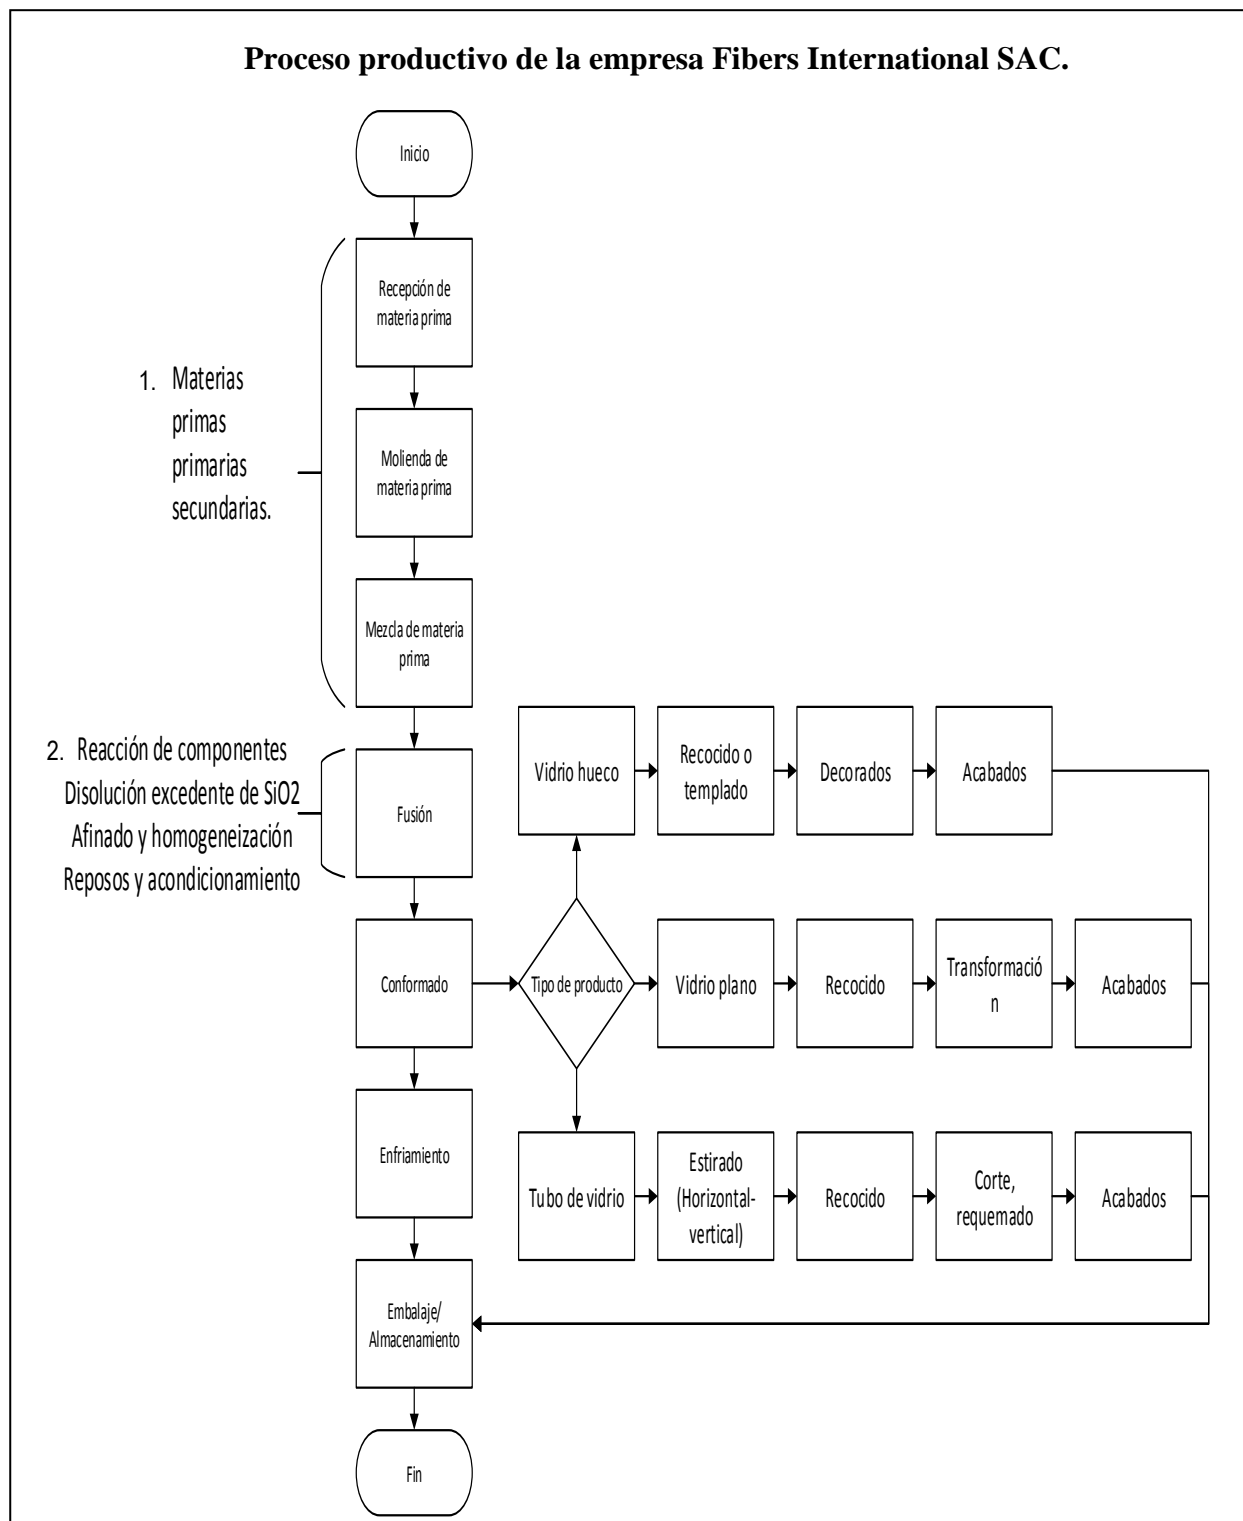 Proceso productivo de la empresa Fibers International SAC.
Inicio
Recepción de
materia prima
1. Materias
primas
primarias
secundarias.
Molienda de
materia prima
Mezcla de materia
prima
2. Reacción de componentes
Disolución excedente de SiO2
Afinado y homogeneización
Reposos y acondicionamiento
Fusión
Vidrio hueco
Recocido o
templado
Decorados
Acabados
Conformado
Tipo de producto
Vidrio plano
Recocido
Transformació
n
Acabados
Enfriamiento
Tubo de vidrio
Estirado
(Horizontal-
vertical)
Recocido
Corte,
requemado
Acabados
Embalaje/
Almacenamiento
Fin